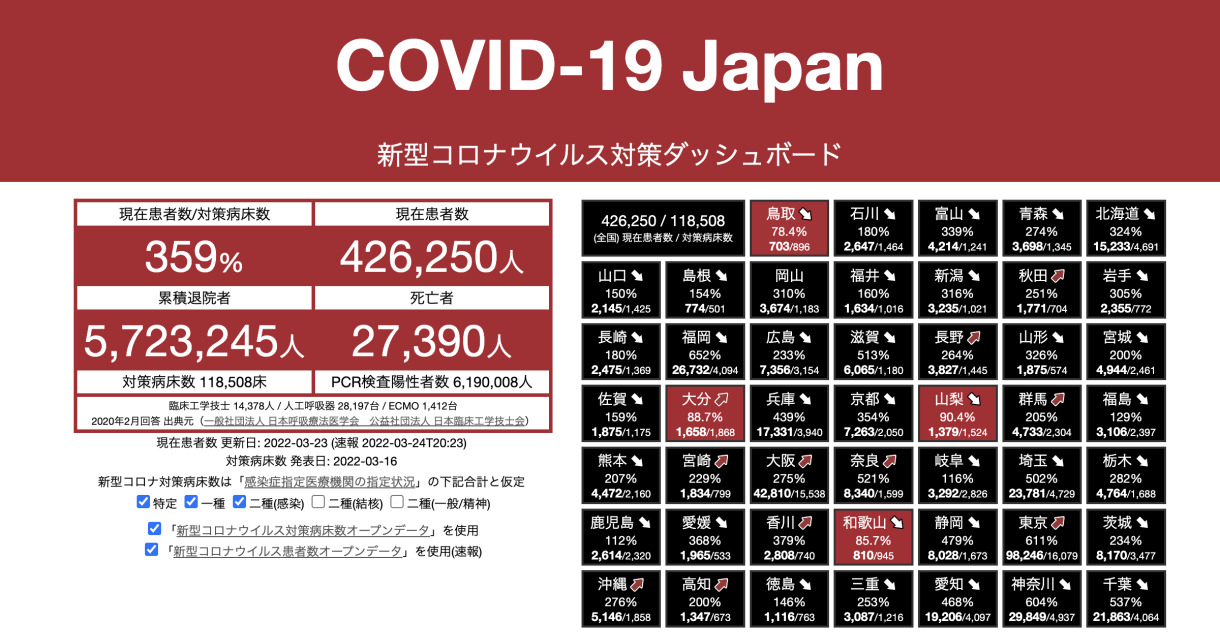 COVID-19 Japan
新型コロナウイルス対策ダッシュボード
現在患者数/対策病床数
現在患者数
359%
426,250人
累積退院者
死亡者
5,723,245人
27,390人
対策病床数 118,508床
PCR検査陽性者数 6,190,008人
臨床工学技士 14,378人 / 人工呼吸器 28,197台 / ECMO 1,412台
2020年2月回答 出典元（一般社団法人 日本呼吸療法医学会　公益社団法人 日本臨床工学技士会）
現在患者数 更新日: 2022-03-23 (速報 2022-03-24T20:23)
対策病床数 発表日: 2022-03-16
新型コロナ対策病床数は「感染症指定医療機関の指定状況」の下記合計と仮定
特定 一種 二種(感染) 二種(結核) 二種(一般/精神)
「新型コロナウイルス対策病床数オープンデータ」を使用
「新型コロナウイルス患者数オープンデータ」を使用(速報)
426,250 / 118,508
(全国) 現在患者数 / 対策病床数
鳥取
78.4%
703/896
石川
180%
2,647/1,464
富山
339%
4,214/1,241
青森
274%
3,698/1,345
北海道
324%
15,233/4,691
山口
150%
2,145/1,425
島根
154%
774/501
岡山
310%
3,674/1,183
福井
160%
1,634/1,016
新潟
316%
3,235/1,021
秋田
251%
1,771/704
岩手
305%
2,355/772
長崎
180%
2,475/1,369
福岡
652%
26,732/4,094
広島
233%
7,356/3,154
滋賀
513%
6,065/1,180
長野
264%
3,827/1,445
山形
326%
1,875/574
宮城
200%
4,944/2,461
佐賀
159%
1,875/1,175
大分
88.7%
1,658/1,868
兵庫
439%
17,331/3,940
京都
354%
7,263/2,050
山梨
90.4%
1,379/1,524
群馬
205%
4,733/2,304
福島
129%
3,106/2,397
熊本
207%
4,472/2,160
宮崎
229%
1,834/799
大阪
275%
42,810/15,538
奈良
521%
8,340/1,599
岐阜
116%
3,292/2,826
埼玉
502%
23,781/4,729
栃木
282%
4,764/1,688
鹿児島
112%
2,614/2,320
愛媛
368%
1,965/533
香川
379%
2,808/740
和歌山
85.7%
810/945
静岡
479%
8,028/1,673
東京
611%
98,246/16,079
茨城
234%
8,170/3,477
沖縄
276%
5,146/1,858
高知
200%
1,347/673
徳島
146%
1,116/763
三重
253%
3,087/1,216
愛知
468%
19,206/4,097
神奈川
604%
29,849/4,937
千葉
537%
21,863/4,064